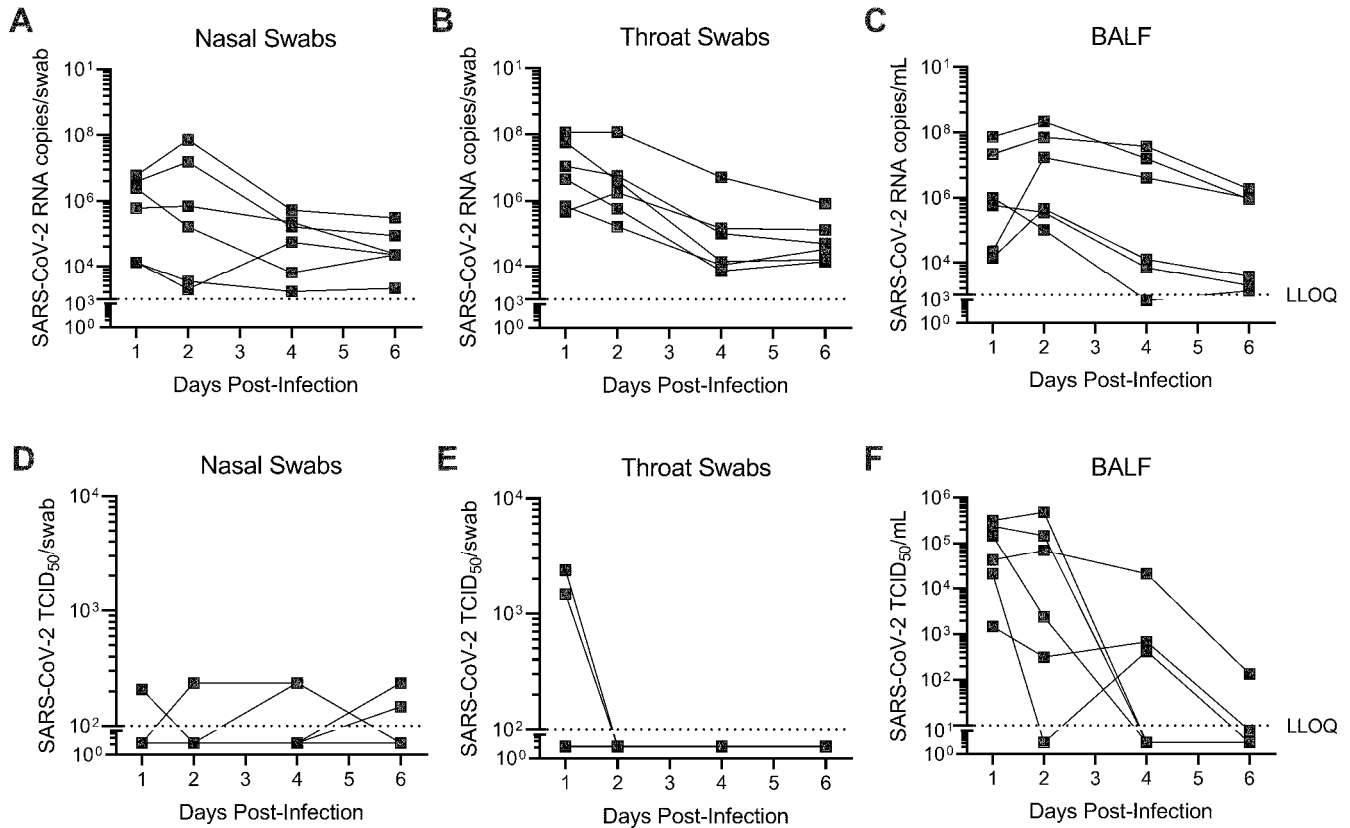 A
Nasal Swabs
SARS-CoV-2 RNA copies/swab
10¹
10⁸
10⁶
10⁴
10³
10⁰
1 2 3 4 5 6
Days Post-Infection
B
Throat Swabs
SARS-CoV-2 RNA copies/swab
10¹
10⁸
10⁶
10⁴
10³
10⁰
1 2 3 4 5 6
Days Post-Infection
C
BALF
SARS-CoV-2 RNA copies/mL
10¹
10⁸
10⁶
10⁴
10³
10⁰
LLOQ
1 2 3 4 5 6
Days Post-Infection
D
Nasal Swabs
SARS-CoV-2 TCID₅₀/swab
10⁴
10³
10²
10⁰
1 2 3 4 5 6
Days Post-Infection
E
Throat Swabs
SARS-CoV-2 TCID₅₀/swab
10⁴
10³
10²
10⁰
1 2 3 4 5 6
Days Post-Infection
F
BALF
SARS-CoV-2 TCID₅₀/mL
10⁶
10⁵
10⁴
10³
10²
10¹
10⁰
LLOQ
1 2 3 4 5 6
Days Post-Infection